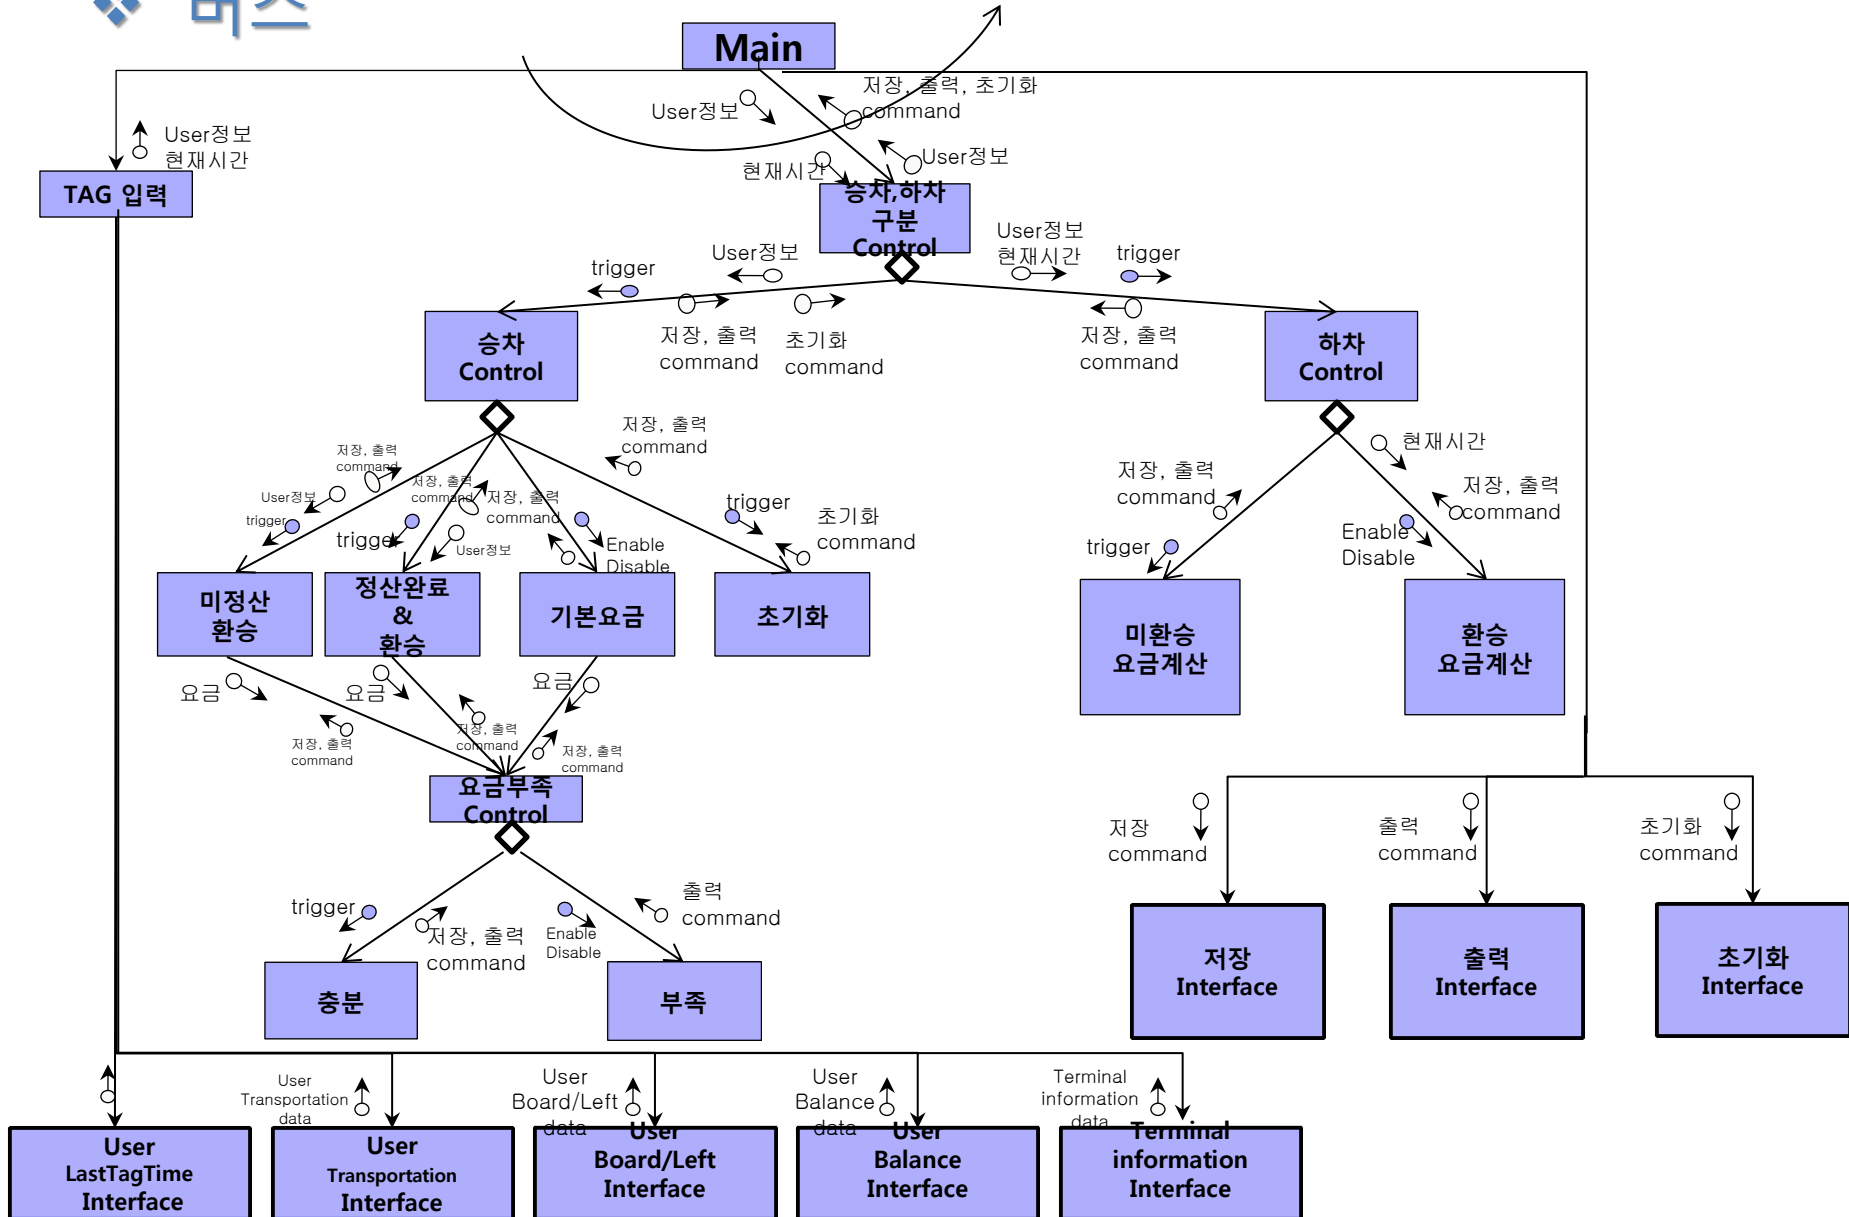 ❖ 버스
Main
저장, 출력, 초기화
command
User정보
User정보
현재시간
TAG 입력
현재시간
User정보
승차,하차
구분
Control
User정보
trigger
User정보
현재시간
trigger
저장, 출력
command
초기화
command
저장, 출력
command
승차
Control
하차
Control
저장, 출력
command
저장, 출력
command
User정보
trigger
저장, 출력
command
trigger
User정보
저장, 출력
command
Enable
Disable
trigger
초기화
command
현재시간
저장, 출력
command
저장, 출력
command
trigger
Enable
Disable
미정산
환승
정산완료
&
환승
기본요금
초기화
미환승
요금계산
환승
요금계산
요금
요금
요금
저장, 출력
command
저장, 출력
command
저장, 출력
command
요금부족
Control
저장
command
출력
command
초기화
command
trigger
저장, 출력
command
Enable
Disable
출력
command
충분
부족
저장
Interface
출력
Interface
초기화
Interface
User
Transportation
data
User
Board/Left
data
User
Balance
data
Terminal
information
data
User
LastTagTime
Interface
User
Transportation
Interface
User
Board/Left
Interface
User
Balance
Interface
Terminal
information
Interface